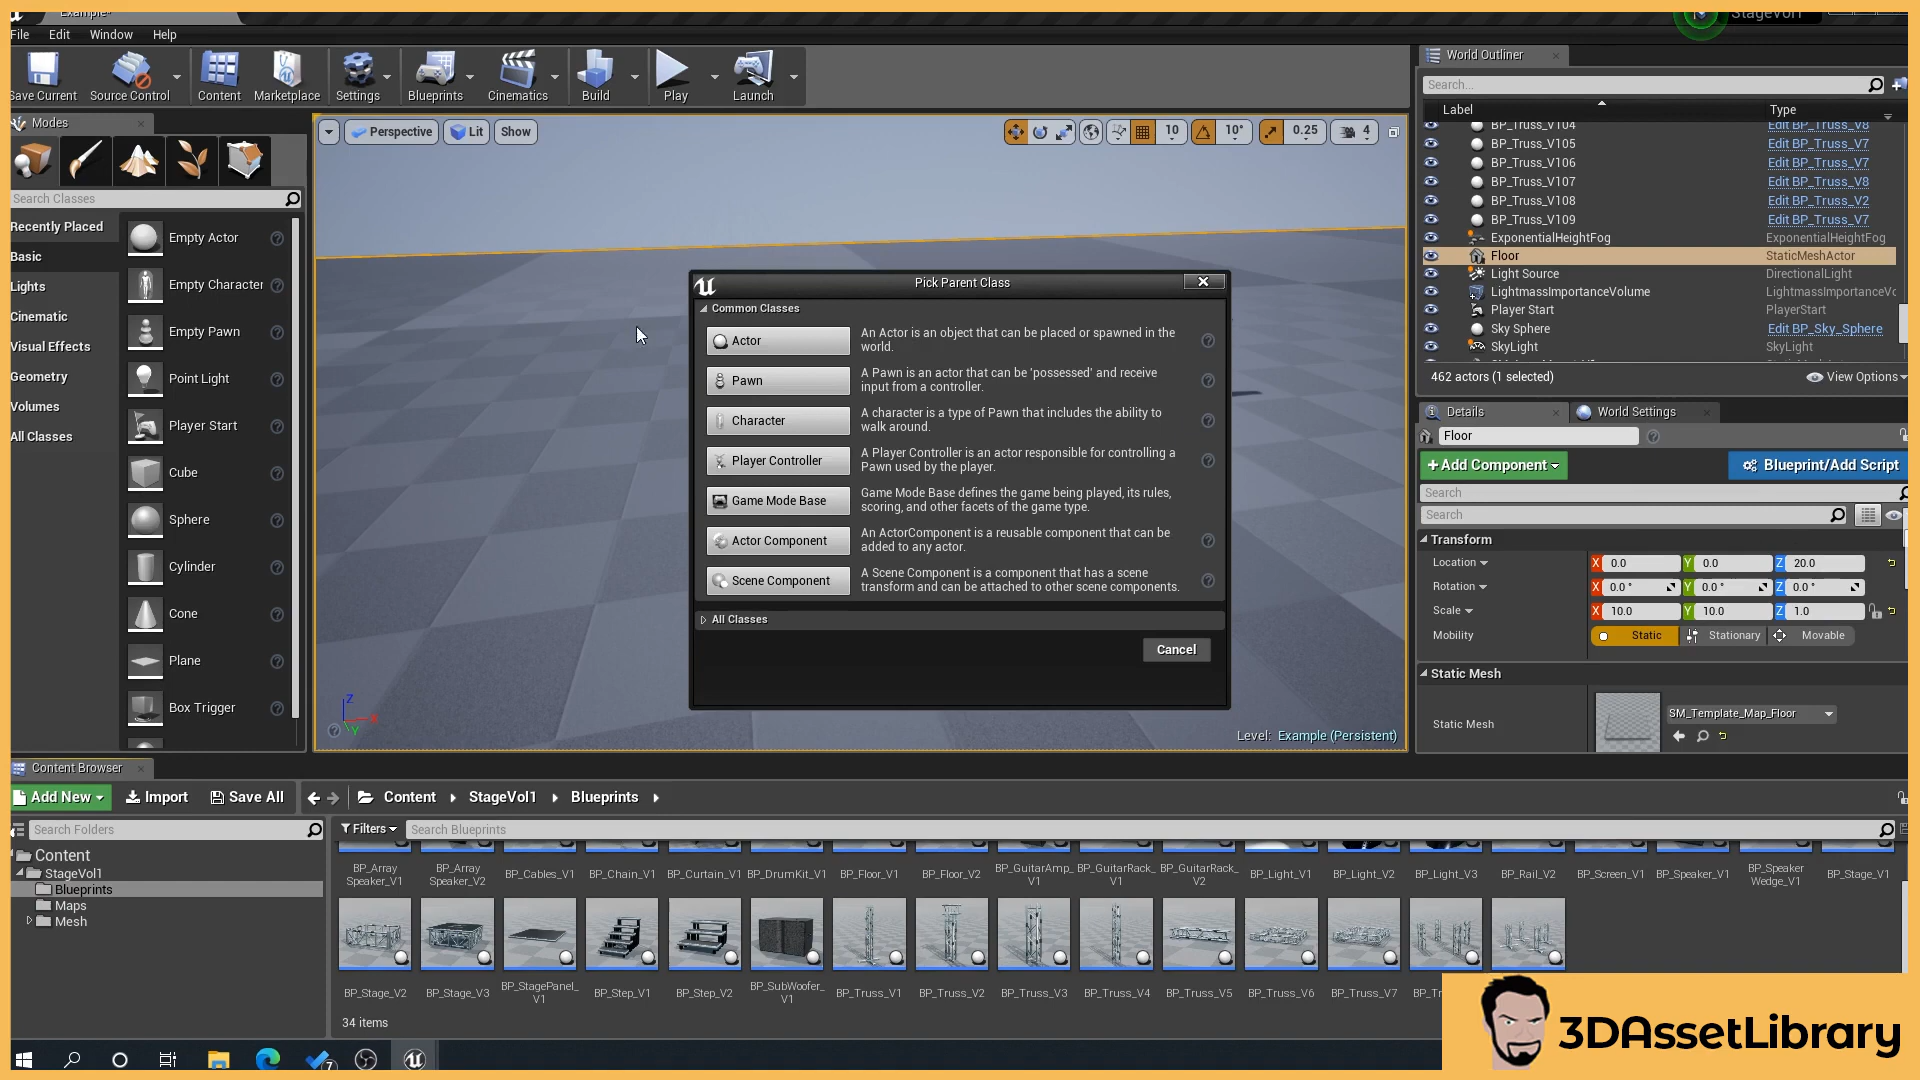 Example*
StageVol1
File Edit Window Help
Save Current
Source Control
Content
Marketplace
Settings
Blueprints
Cinematics
Build
Play
Launch
Modes
Search Classes
Recently Placed
Basic
Lights
Cinematic
Visual Effects
Geometry
Volumes
All Classes
Empty Actor
Empty Character
Empty Pawn
Point Light
Player Start
Cube
Sphere
Cylinder
Cone
Plane
Box Trigger
Perspective Lit Show
10 10° 0.25 4
Pick Parent Class
Common Classes
Actor
An Actor is an object that can be placed or spawned in the
world.
Pawn
A Pawn is an actor that can be 'possessed' and receive
input from a controller.
Character
A character is a type of Pawn that includes the ability to
walk around.
Player Controller
A Player Controller is an actor responsible for controlling a
Pawn used by the player.
Game Mode Base
Game Mode Base defines the game being played, its rules,
scoring, and other facets of the game type.
Actor Component
An ActorComponent is a reusable component that can be
added to any actor.
Scene Component
A Scene Component is a component that has a scene
transform and can be attached to other scene components.
All Classes
Cancel
Z
Y
Level: Example (Persistent)
World Outliner
Search...
Label Type
BP_Truss_V104 Edit BP_Truss_V8
BP_Truss_V105 Edit BP_Truss_V7
BP_Truss_V106 Edit BP_Truss_V7
BP_Truss_V107 Edit BP_Truss_V8
BP_Truss_V108 Edit BP_Truss_V2
BP_Truss_V109 Edit BP_Truss_V7
ExponentialHeightFog ExponentialHeightFog
Floor StaticMeshActor
Light Source DirectionalLight
LightmassImportanceVolume LightmassImportanceVo
Player Start PlayerStart
Sky Sphere Edit BP_Sky_Sphere
SkyLight SkyLight
462 actors (1 selected) View Options
Details World Settings
Floor
+Add Component Blueprint/Add Script
Search
Search
Transform
Location X 0.0 Y 0.0 Z 20.0
Rotation X 0.0 ° Y 0.0 ° Z 0.0 °
Scale X 10.0 Y 10.0 Z 1.0
Mobility Static Stationary Movable
Static Mesh
Static Mesh SM_Template_Map_Floor
Content Browser
Add New Import Save All Content StageVol1 Blueprints
Search Folders
Filters Search Blueprints
Content
StageVol1
Blueprints
Maps
Mesh
BP_Array
Speaker_V1
BP_Array
Speaker_V2
BP_Cables_V1
BP_Chain_V1
BP_Curtain_V1
BP_DrumKit_V1
BP_Floor_V1
BP_Floor_V2
BP_GuitarAmp_
V1
BP_GuitarRack_
V1
BP_GuitarRack_
V2
BP_Light_V1
BP_Light_V2
BP_Light_V3
BP_Rail_V2
BP_Screen_V1
BP_Speaker_V1
BP_Speaker
Wedge_V1
BP_Stage_V1
BP_Stage_V2
BP_Stage_V3
BP_StagePanel_
V1
BP_Step_V1
BP_Step_V2
BP_SubWoofer_
V1
BP_Truss_V1
BP_Truss_V2
BP_Truss_V3
BP_Truss_V4
BP_Truss_V5
BP_Truss_V6
BP_Truss_V7
BP_Tr
34 items
7
3DAssetLibrary